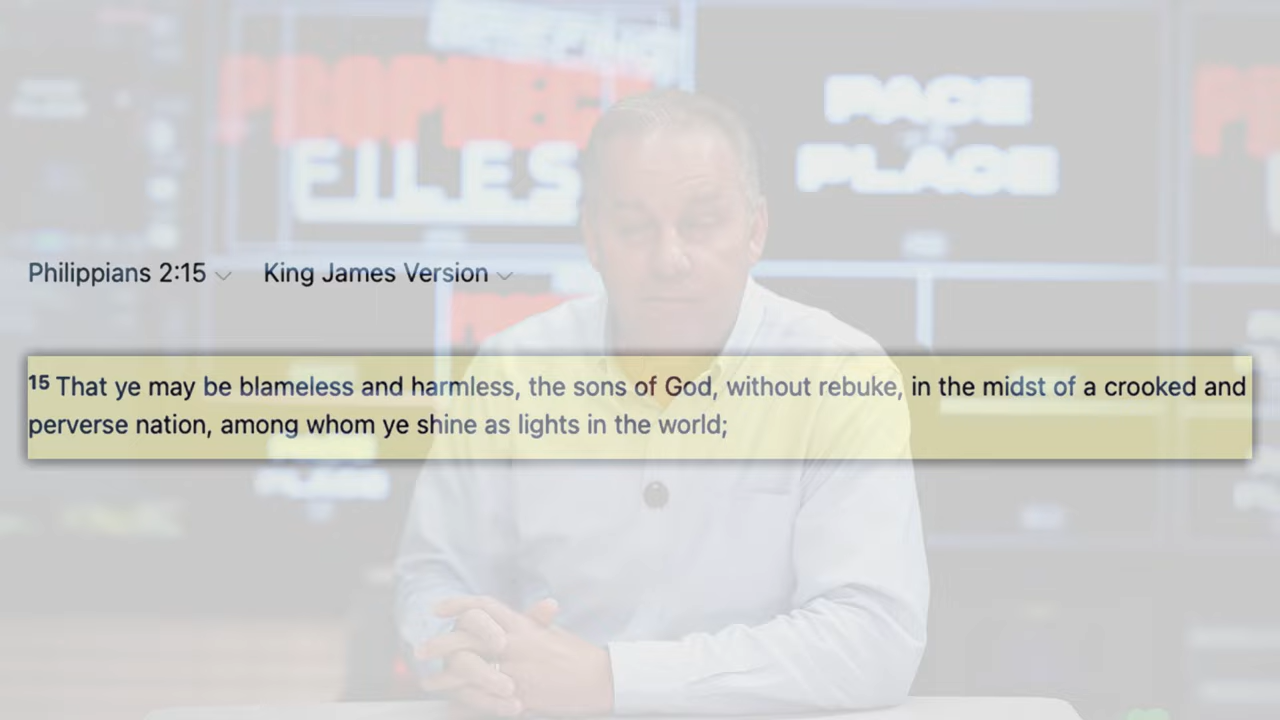 PROPHECY
FILES
PACE
PLACE
Philippians 2:15 King James Version
15 That ye may be blameless and harmless, the sons of God, without rebuke, in the midst of a crooked and
perverse nation, among whom ye shine as lights in the world;
PLACE